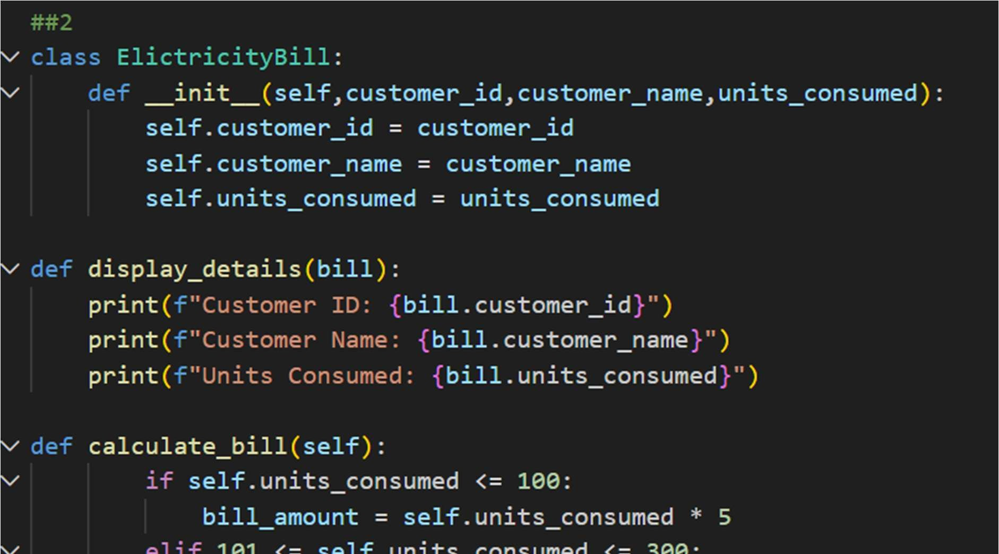 ##2
class ElictricityBill:
    def __init__(self,customer_id,customer_name,units_consumed):
        self.customer_id = customer_id
        self.customer_name = customer_name
        self.units_consumed = units_consumed

def display_details(bill):
    print(f"Customer ID: {bill.customer_id}")
    print(f"Customer Name: {bill.customer_name}")
    print(f"Units Consumed: {bill.units_consumed}")

def calculate_bill(self):
        if self.units_consumed <= 100:
            bill_amount = self.units_consumed * 5
        elif 101 <= self.units_consumed <= 300: